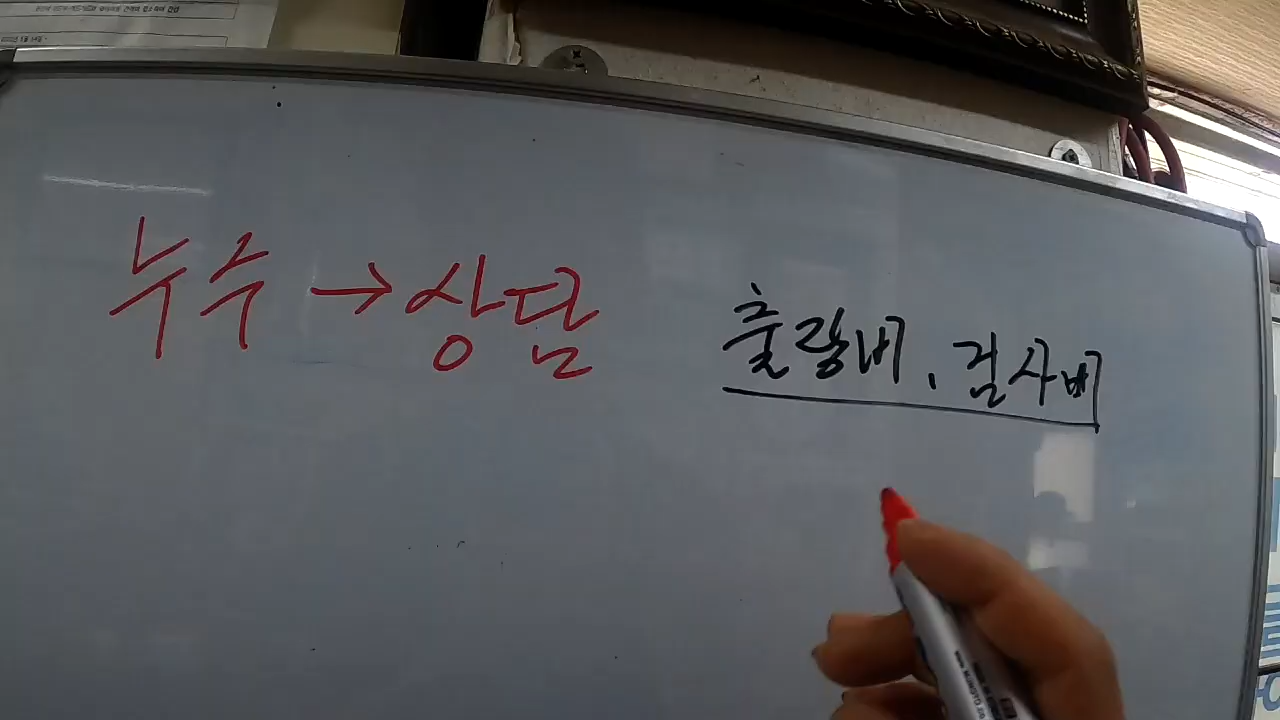 누수 → 상담
출장비, 검사비